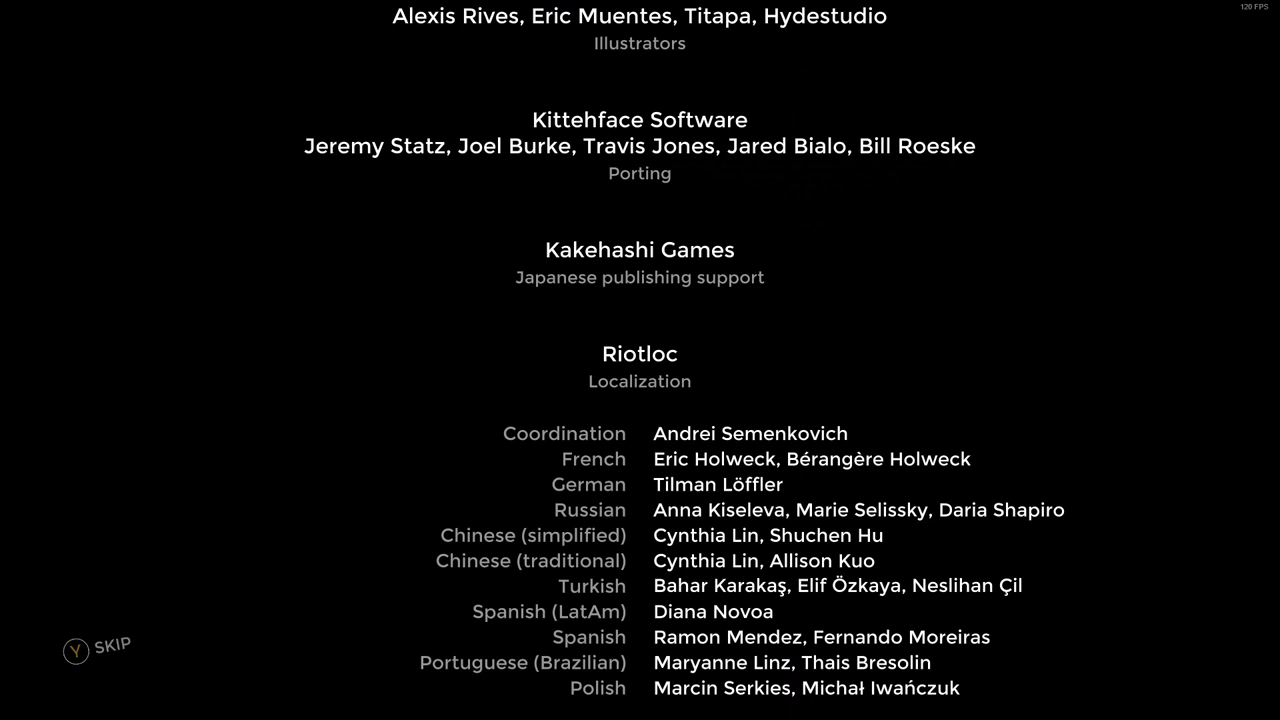 120 FPS
Alexis Rives, Eric Muentes, Titapa, Hydestudio
Illustrators
Kittehface Software
Jeremy Statz, Joel Burke, Travis Jones, Jared Bialo, Bill Roeske
Porting
Kakehashi Games
Japanese publishing support
Riotloc
Localization
Coordination Andrei Semenkovich
French Eric Holweck, Bérangère Holweck
German Tilman Löffler
Russian Anna Kiseleva, Marie Selissky, Daria Shapiro
Chinese (simplified) Cynthia Lin, Shuchen Hu
Chinese (traditional) Cynthia Lin, Allison Kuo
Turkish Bahar Karakaş, Elif Özkaya, Neslihan Çil
Spanish (LatAm) Diana Novoa
Spanish Ramon Mendez, Fernando Moreiras
Portuguese (Brazilian) Maryanne Linz, Thais Bresolin
Polish Marcin Serkies, Michał Iwańczuk
Y SKIP